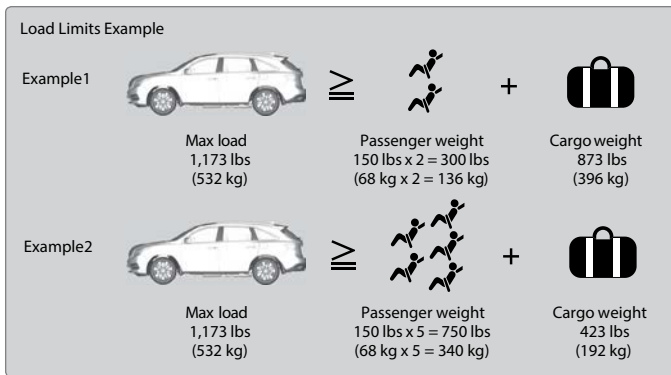 Load Limits Example
Example1
≧
+
Max load
1,173 lbs
(532 kg)
Passenger weight
150 lbs x 2 = 300 lbs
(68 kg x 2 = 136 kg)
Cargo weight
873 lbs
(396 kg)
Example2
≧
+
Max load
1,173 lbs
(532 kg)
Passenger weight
150 lbs x 5 = 750 lbs
(68 kg x 5 = 340 kg)
Cargo weight
423 lbs
(192 kg)